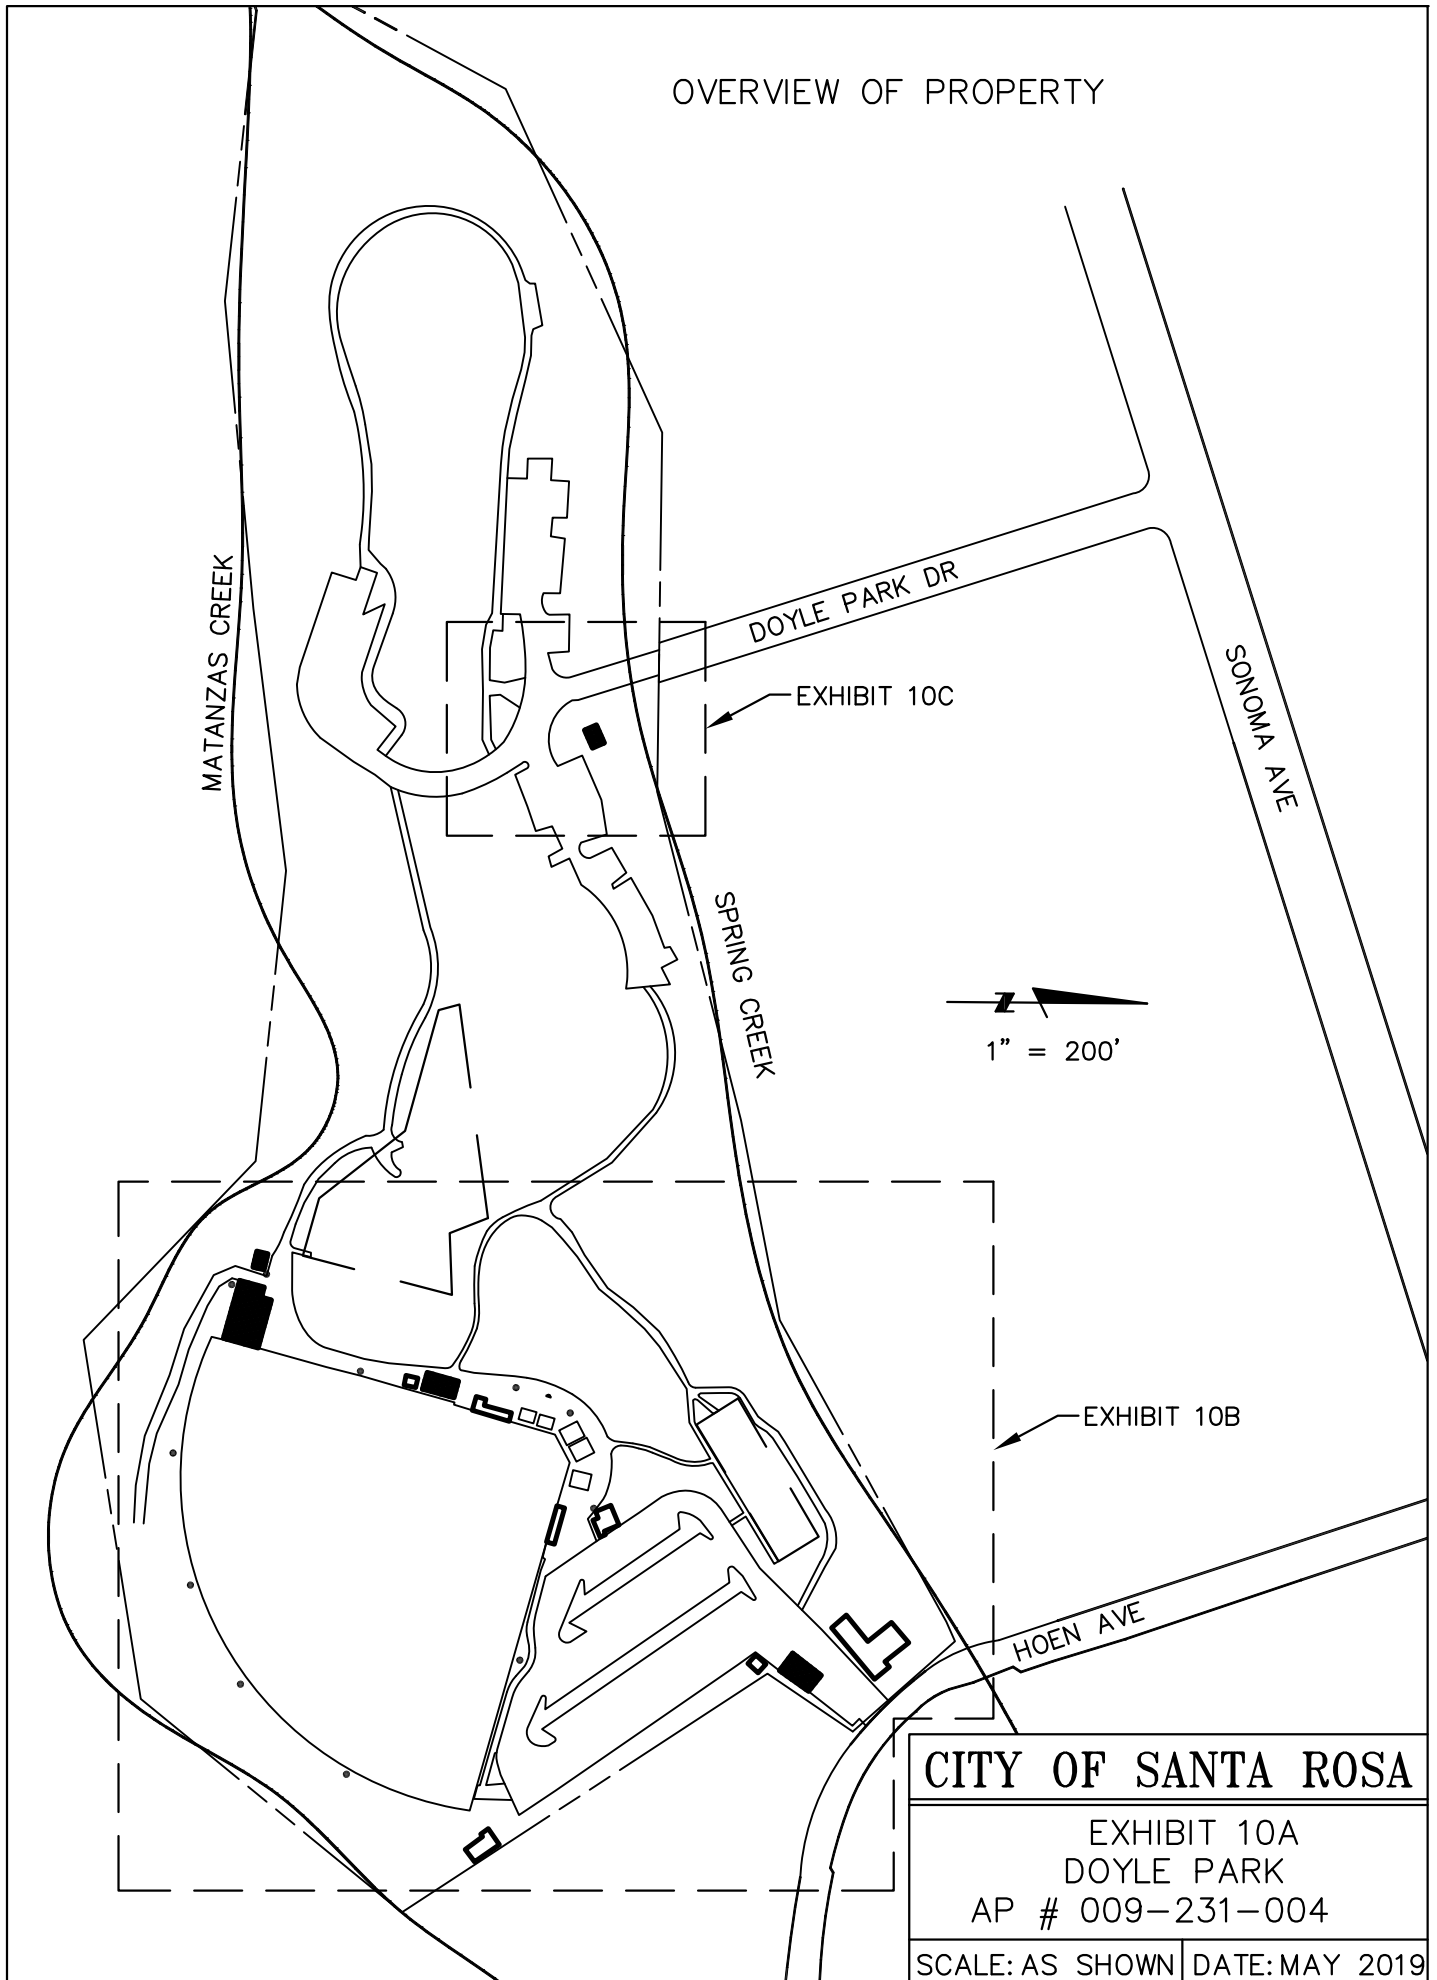 OVERVIEW OF PROPERTY
MATANZAS CREEK
DOYLE PARK DR
SONOMA AVE
EXHIBIT 10C
SPRING CREEK
N
1" = 200'
EXHIBIT 10B
HOEN AVE
CITY OF SANTA ROSA
EXHIBIT 10A
DOYLE PARK
AP # 009-231-004
SCALE: AS SHOWN
DATE: MAY 2019